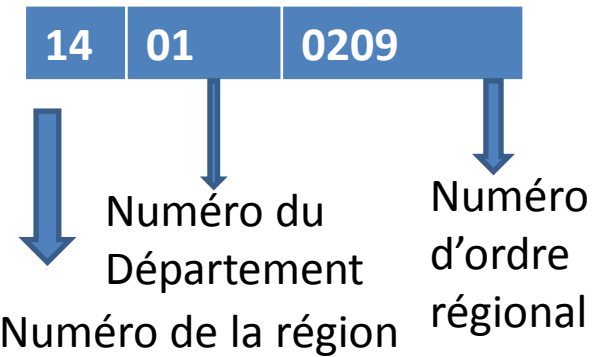 14 01 0209
Numéro du
Département
Numéro de la région
Numéro
d'ordre
régional